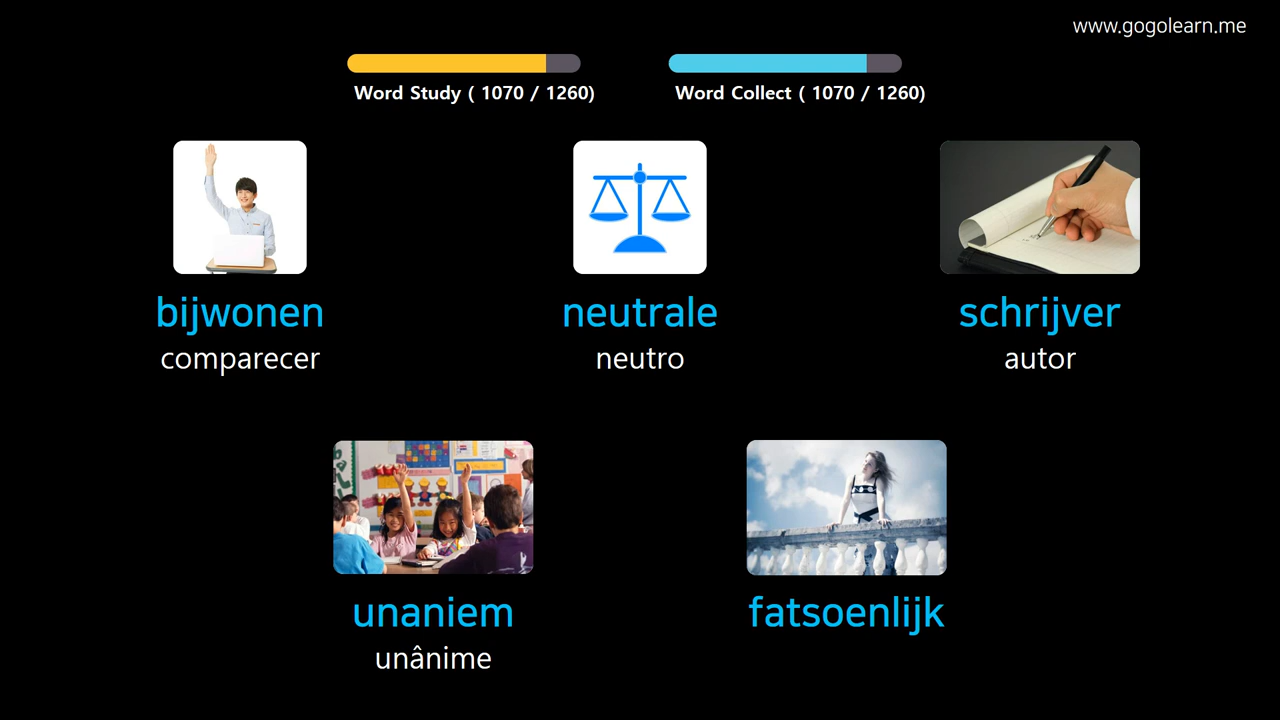 www.gogolearn.me
Word Study ( 1070 / 1260)
Word Collect ( 1070 / 1260)
bijwonen
comparecer
neutrale
neutro
schrijver
autor
unaniem
unânime
fatsoenlijk